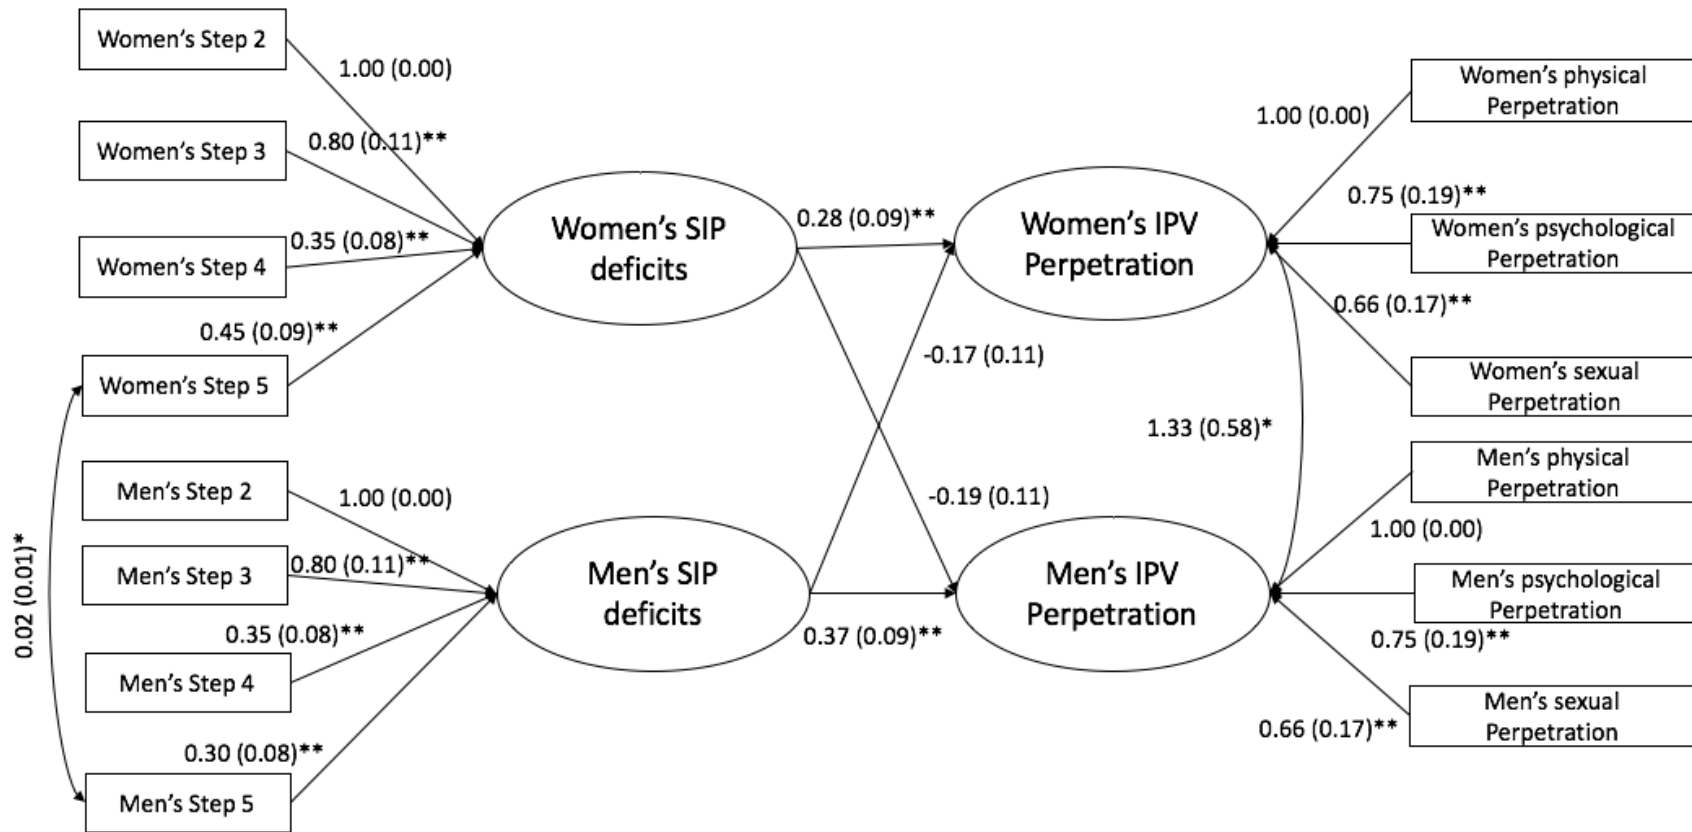 Women's Step 2
1.00 (0.00)
Women's Step 3
0.80 (0.11)**
Women's Step 4
0.35 (0.08)**
0.45 (0.09)**
Women's Step 5
Men's Step 2
1.00 (0.00)
Men's Step 3
0.80 (0.11)**
0.35 (0.08)**
Men's Step 4
0.30 (0.08)**
Men's Step 5
0.02 (0.01)*
Women's SIP
deficits
Men's SIP
deficits
0.28 (0.09)**
-0.17 (0.11)
-0.19 (0.11)
0.37 (0.09)**
Women's IPV
Perpetration
Men's IPV
Perpetration
1.33 (0.58)*
Women's physical
Perpetration
1.00 (0.00)
0.75 (0.19)**
Women's psychological
Perpetration
0.66 (0.17)**
Women's sexual
Perpetration
Men's physical
Perpetration
1.00 (0.00)
Men's psychological
Perpetration
0.75 (0.19)**
Men's sexual
Perpetration
0.66 (0.17)**